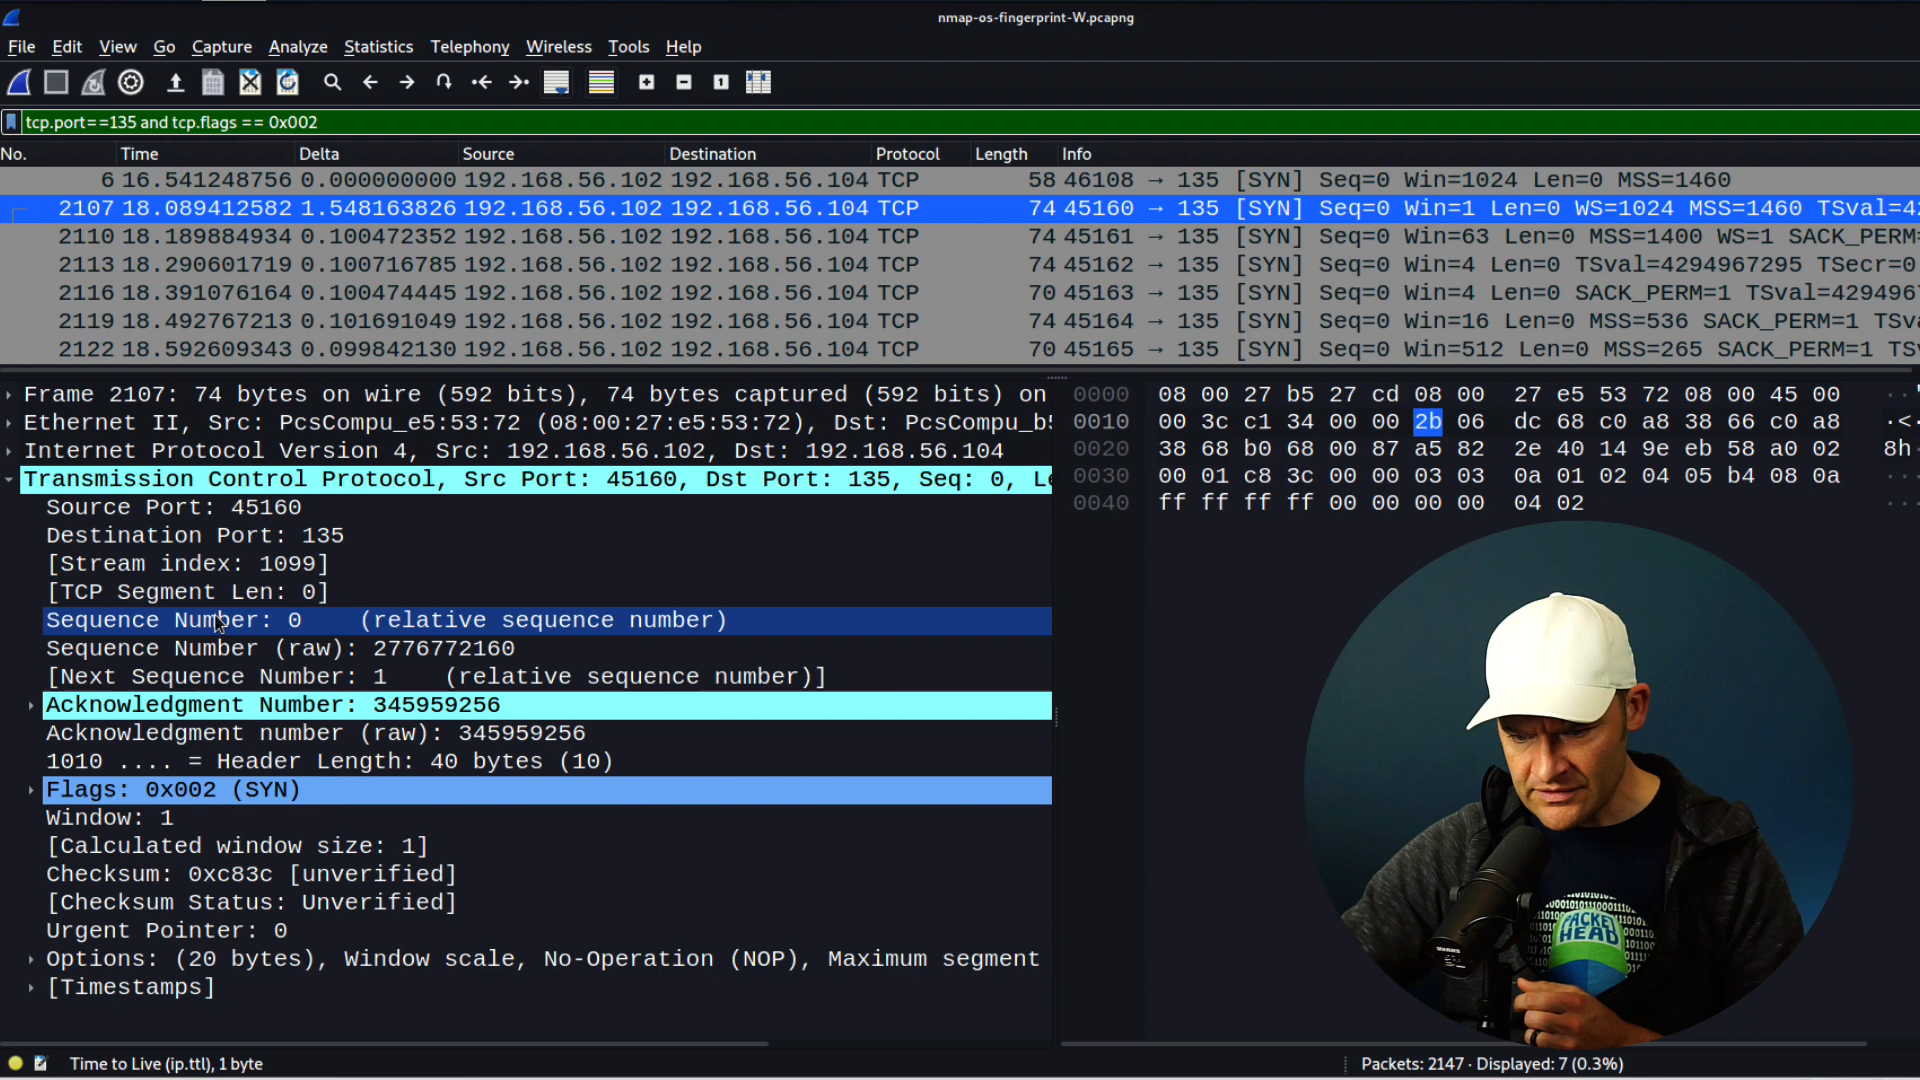 nmap-os-fingerprint-W.pcapng
File Edit View Go Capture Analyze Statistics Telephony Wireless Tools Help
tcp.port==135 and tcp.flags == 0x002
No. Time Delta Source Destination Protocol Length Info
6 16.541248756 0.000000000 192.168.56.102 192.168.56.104 TCP 58 46108 → 135 [SYN] Seq=0 Win=1024 Len=0 MSS=1460
2107 18.089412582 1.548163826 192.168.56.102 192.168.56.104 TCP 74 45160 → 135 [SYN] Seq=0 Win=1 Len=0 WS=1024 MSS=1460 TSval=42
2110 18.189884934 0.100472352 192.168.56.102 192.168.56.104 TCP 74 45161 → 135 [SYN] Seq=0 Win=63 Len=0 MSS=1400 WS=1 SACK_PERM=
2113 18.290601719 0.100716785 192.168.56.102 192.168.56.104 TCP 74 45162 → 135 [SYN] Seq=0 Win=4 Len=0 TSval=4294967295 TSecr=0
2116 18.391076164 0.100474445 192.168.56.102 192.168.56.104 TCP 70 45163 → 135 [SYN] Seq=0 Win=4 Len=0 SACK_PERM=1 TSval=4294967
2119 18.492767213 0.101691049 192.168.56.102 192.168.56.104 TCP 74 45164 → 135 [SYN] Seq=0 Win=16 Len=0 MSS=536 SACK_PERM=1 TSva
2122 18.592609343 0.099842130 192.168.56.102 192.168.56.104 TCP 70 45165 → 135 [SYN] Seq=0 Win=512 Len=0 MSS=265 SACK_PERM=1 TSv
Frame 2107: 74 bytes on wire (592 bits), 74 bytes captured (592 bits) on
Ethernet II, Src: PcsCompu_e5:53:72 (08:00:27:e5:53:72), Dst: PcsCompu_b5
Internet Protocol Version 4, Src: 192.168.56.102, Dst: 192.168.56.104
Transmission Control Protocol, Src Port: 45160, Dst Port: 135, Seq: 0, Le
Source Port: 45160
Destination Port: 135
[Stream index: 1099]
[TCP Segment Len: 0]
Sequence Number: 0    (relative sequence number)
Sequence Number (raw): 2776772160
[Next Sequence Number: 1    (relative sequence number)]
Acknowledgment Number: 345959256
Acknowledgment number (raw): 345959256
1010 .... = Header Length: 40 bytes (10)
Flags: 0x002 (SYN)
Window: 1
[Calculated window size: 1]
Checksum: 0xc83c [unverified]
[Checksum Status: Unverified]
Urgent Pointer: 0
Options: (20 bytes), Window scale, No-Operation (NOP), Maximum segment
[Timestamps]
0000 08 00 27 b5 27 cd 08 00 27 e5 53 72 08 00 45 00
0010 00 3c c1 34 00 00 2b 06 dc 68 c0 a8 38 66 c0 a8 ·<·
0020 38 68 b0 68 00 87 a5 82 2e 40 14 9e eb 58 a0 02 8h·
0030 00 01 c8 3c 00 00 03 03 0a 01 02 04 05 b4 08 0a
0040 ff ff ff ff 00 00 00 00 04 02
PACKET
HEAD
Time to Live (ip.ttl), 1 byte
Packets: 2147 · Displayed: 7 (0.3%)